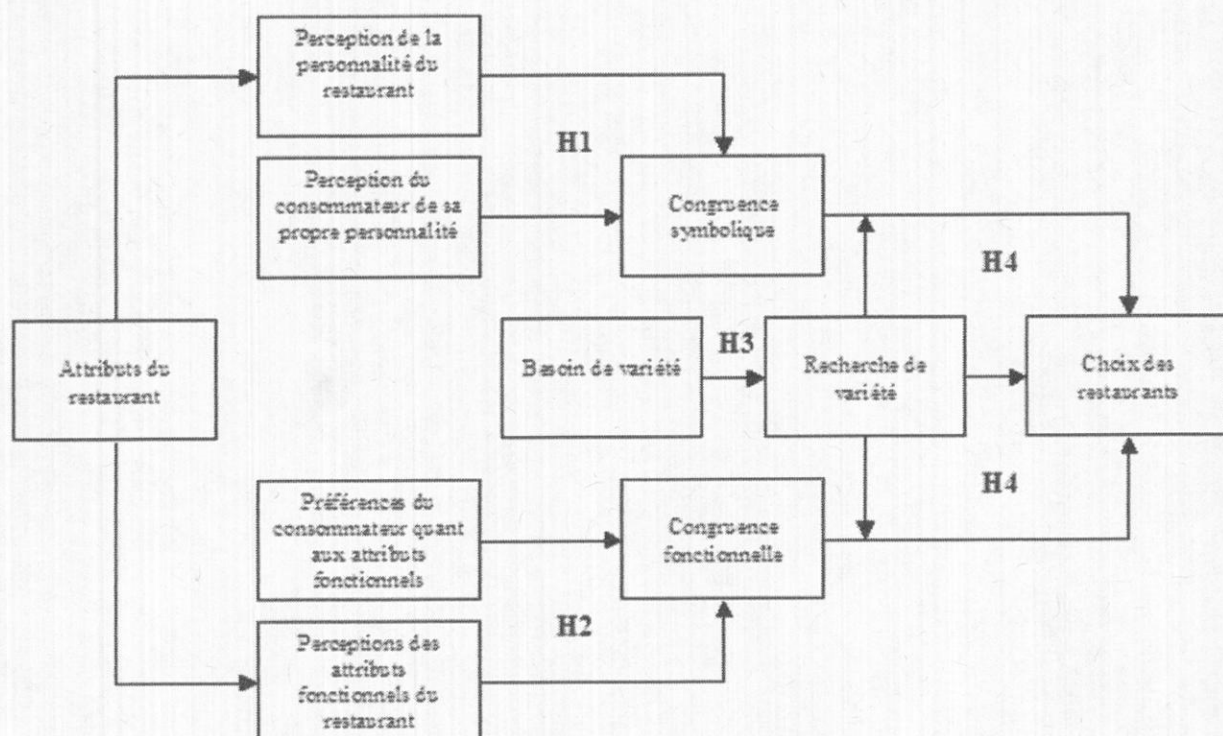 Perception de la
personnalité du
restaurant
H1
Perception du
consommateur de sa
propre personnalité
Congruence
symbolique
H4
Attributs du
restaurant
Besoin de variété
H3
Recherche de
variété
Choix des
restaurants
Préférences du
consommateur quant
aux attributs
fonctionnels
Congruence
fonctionnelle
H4
H2
Perceptions des
attributs
fonctionnels du
restaurant